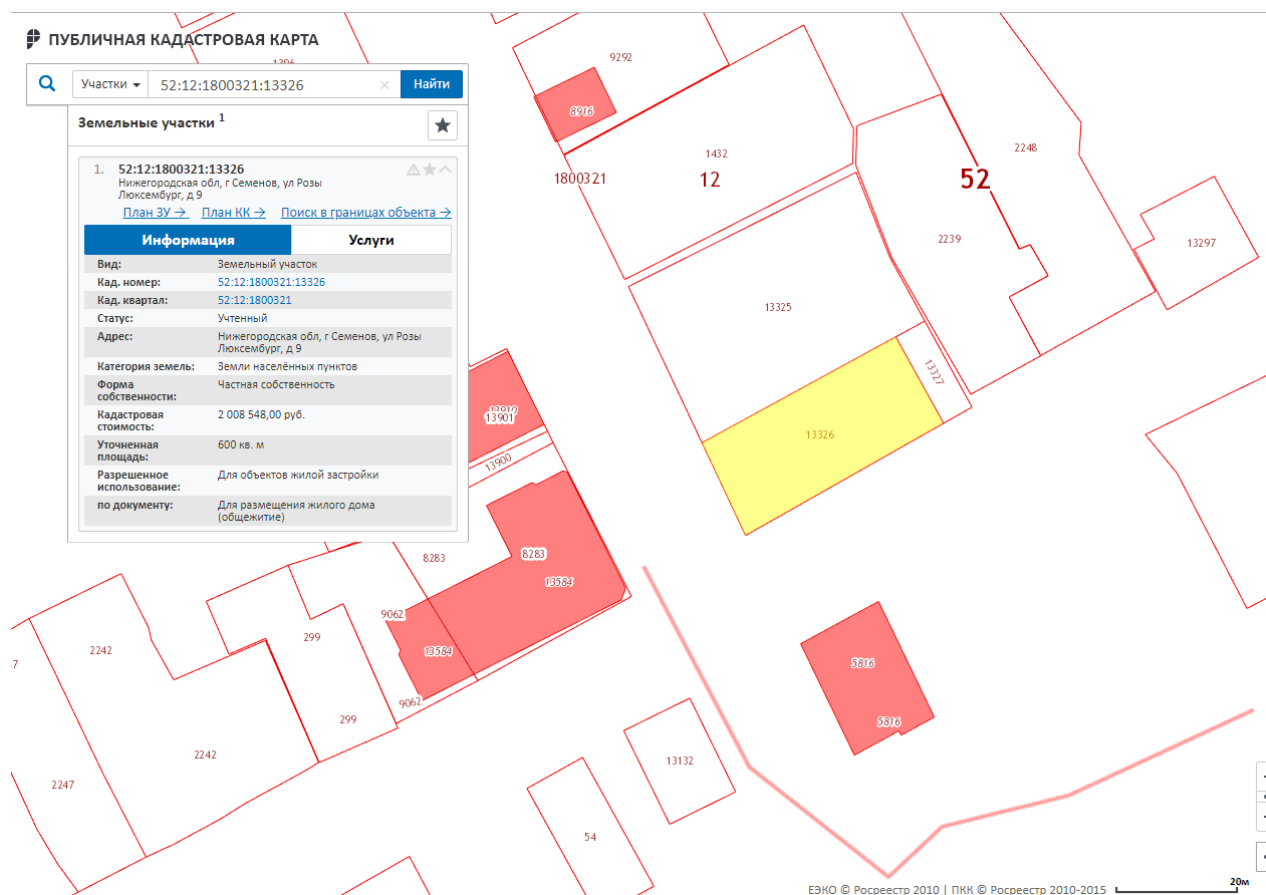 ПУБЛИЧНАЯ КАДАСТРОВАЯ КАРТА
Участки
52:12:1800321:13326
Найти
Земельные участки 1
1. 52:12:1800321:13326
Нижегородская обл, г Семенов, ул Розы
Люксембург, д 9
План ЗУ → План КК → Поиск в границах объекта →
Информация Услуги
Вид: Земельный участок
Кад. номер: 52:12:1800321:13326
Кад. квартал: 52:12:1800321
Статус: Учтенный
Адрес: Нижегородская обл, г Семенов, ул Розы
Люксембург, д 9
Категория земель: Земли населённых пунктов
Форма собственности: Частная собственность
Кадастровая стоимость: 2 008 548,00 руб.
Уточненная площадь: 600 кв. м
Разрешенное использование: Для объектов жилой застройки
по документу: Для размещения жилого дома
(общежитие)
9292
8916
1432
1800321
12
52
2248
2239
13297
13325
13327
13326
13901
13900
8283
8283
13584
9062
13584
9062
299
299
2242
2242
2247
5816
5816
13132
54
20м
ЕЭКО © Росреестр 2010 | ПКК © Росреестр 2010-2015